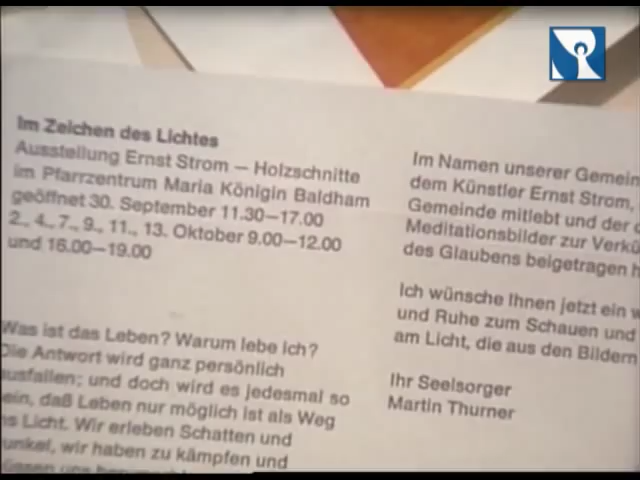 Im Zeichen des Lichtes
Ausstellung Ernst Strom — Holzschnitte
im Pfarrzentrum Maria Königin Baldham
geöffnet 30. September 11.30—17.00
2., 4., 7., 9., 11., 13. Oktober 9.00—12.00
und 16.00—19.00
Was ist das Leben? Warum lebe ich?
Die Antwort wird ganz persönlich
ausfallen; und doch wird es jedesmal so
ein, daß Leben nur möglich ist als Weg
ns Licht. Wir erleben Schatten und
unkel, wir haben zu kämpfen und
Im Namen unserer Gemein
dem Künstler Ernst Strom,
Gemeinde mitlebt und der d
Meditationsbilder zur Verkü
des Glaubens beigetragen h
Ich wünsche Ihnen jetzt ein w
und Ruhe zum Schauen und
am Licht, die aus den Bildern
Ihr Seelsorger
Martin Thurner